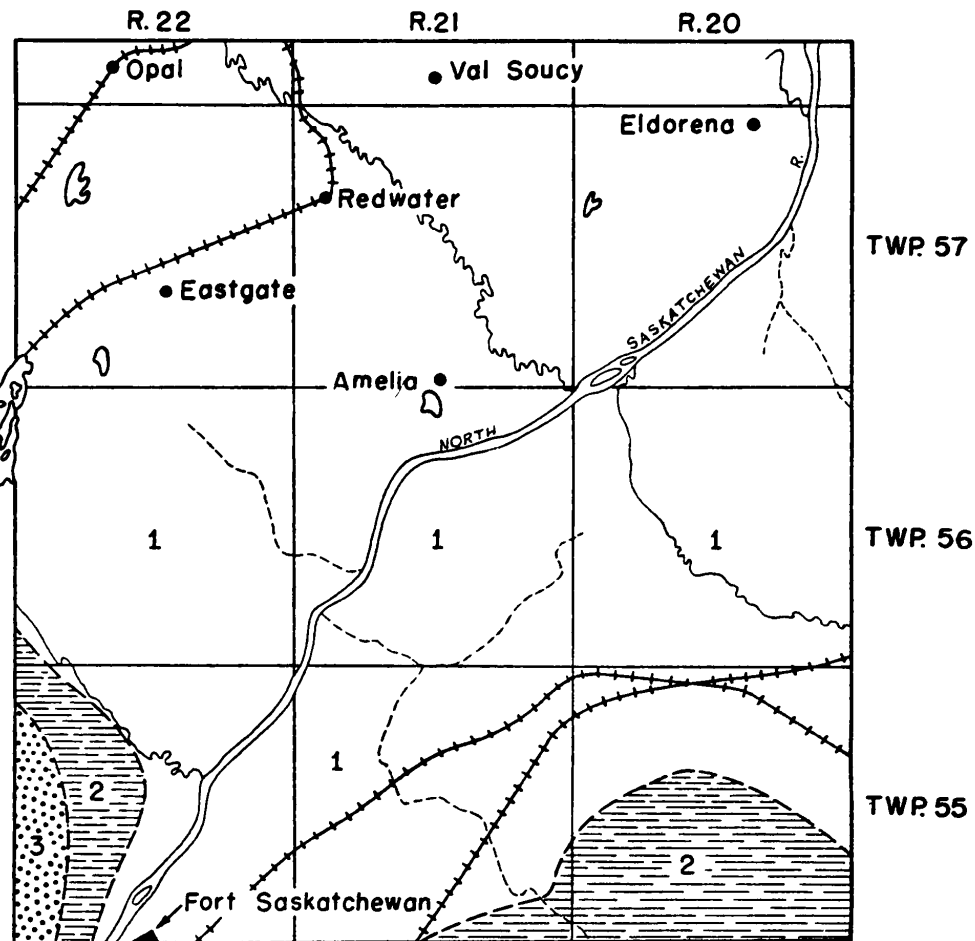 R. 22 R. 21 R. 20
Opal Val Soucy
Eldorena
R.
Redwater
TWP. 57
SASKATCHEWAN
Eastgate
Amelia
NORTH
1 1 1 TWP. 56
1
2 TWP. 55
3 2
Fort Saskatchewan